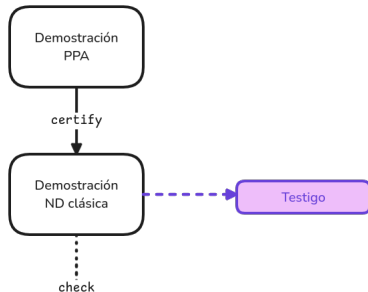 Demostración
PPA
certify
Demostración
ND clásica
Testigo
check